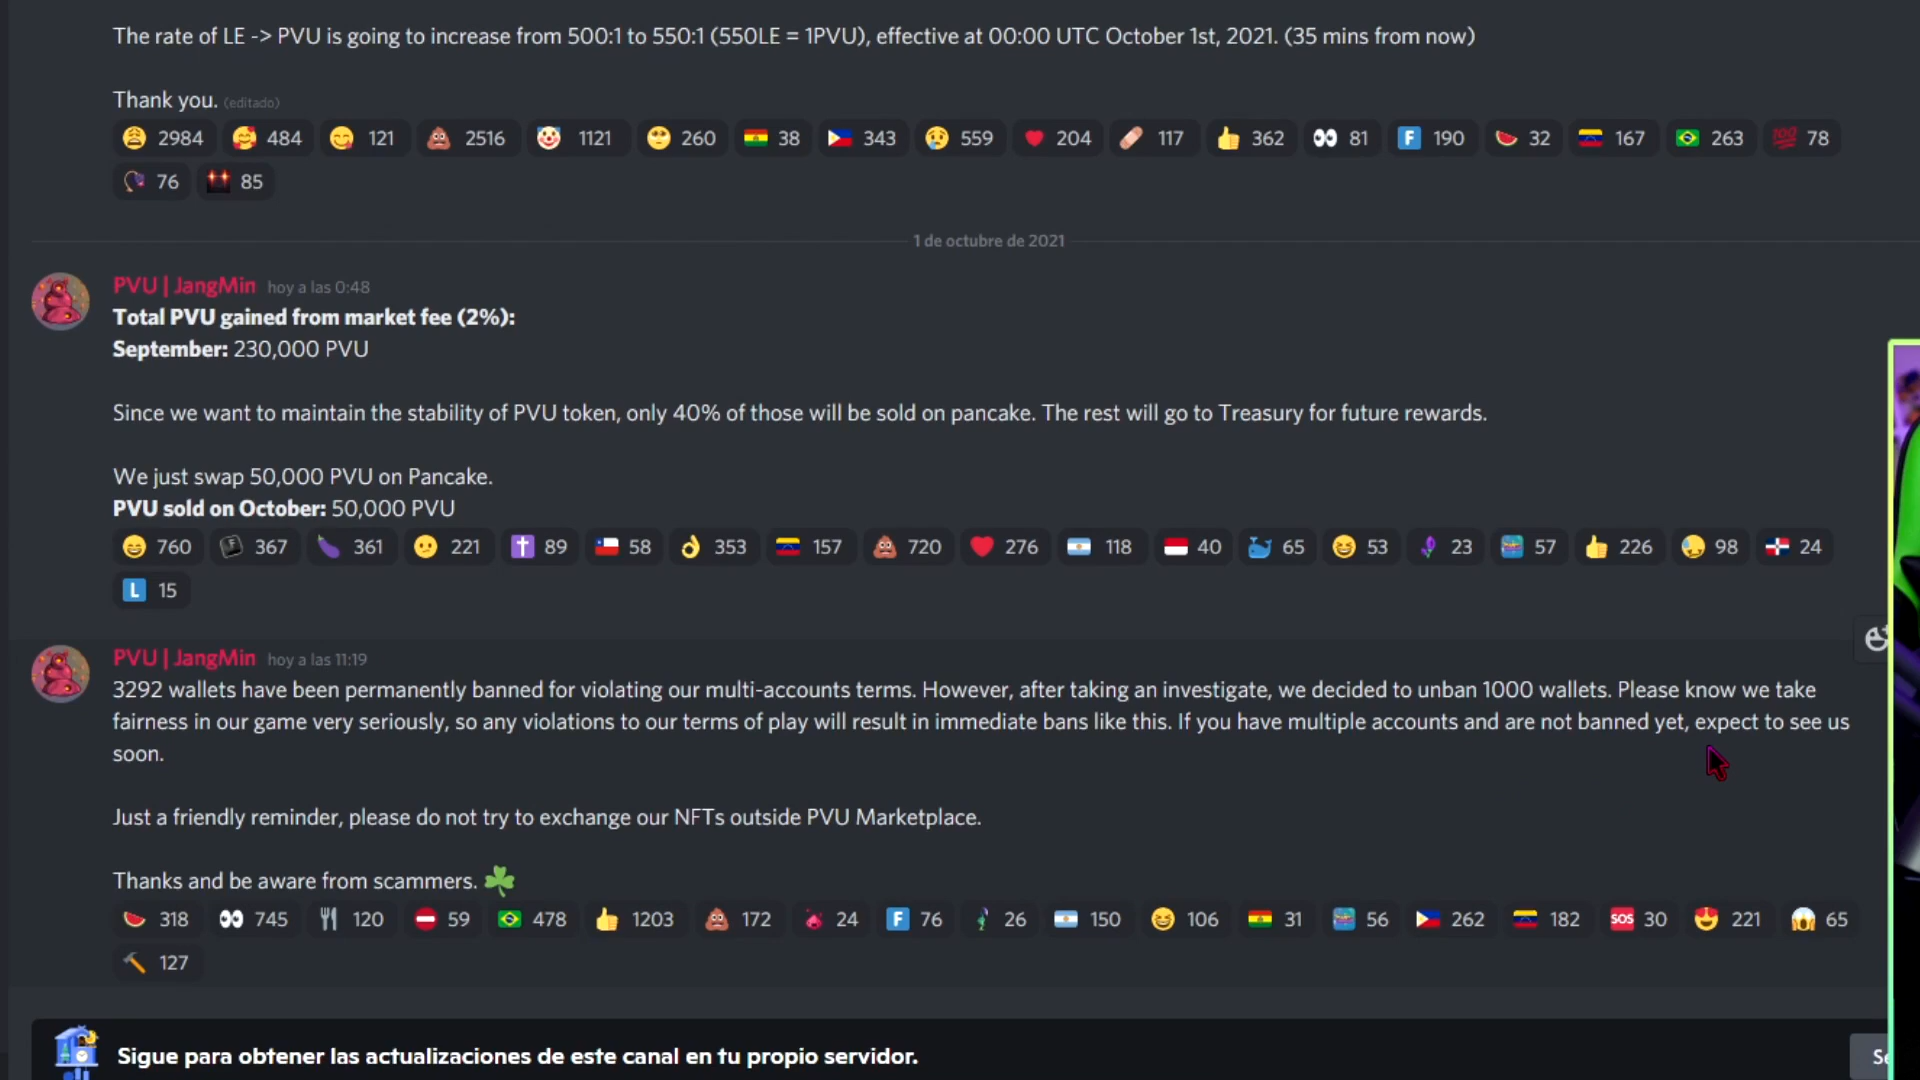 The rate of LE -> PVU is going to increase from 500:1 to 550:1 (550LE = 1PVU), effective at 00:00 UTC October 1st, 2021. (35 mins from now)
Thank you. (editado)
2984 484 121 2516 1121 260 38 343 559 204 117 362 81 F 190 32 167 263 100 78
76 85
1 de octubre de 2021
PVU | JangMin hoy a las 0:48
Total PVU gained from market fee (2%):
September: 230,000 PVU
Since we want to maintain the stability of PVU token, only 40% of those will be sold on pancake. The rest will go to Treasury for future rewards.
We just swap 50,000 PVU on Pancake.
PVU sold on October: 50,000 PVU
760 F 367 361 221 89 58 353 157 720 276 118 40 65 53 23 57 226 98 24
L 15
PVU | JangMin hoy a las 11:19
3292 wallets have been permanently banned for violating our multi-accounts terms. However, after taking an investigate, we decided to unban 1000 wallets. Please know we take
fairness in our game very seriously, so any violations to our terms of play will result in immediate bans like this. If you have multiple accounts and are not banned yet, expect to see us
soon.
Just a friendly reminder, please do not try to exchange our NFTs outside PVU Marketplace.
Thanks and be aware from scammers.
318 745 120 59 478 1203 172 24 F 76 26 150 106 31 56 262 182 SOS 30 221 65
127
Sigue para obtener las actualizaciones de este canal en tu propio servidor.